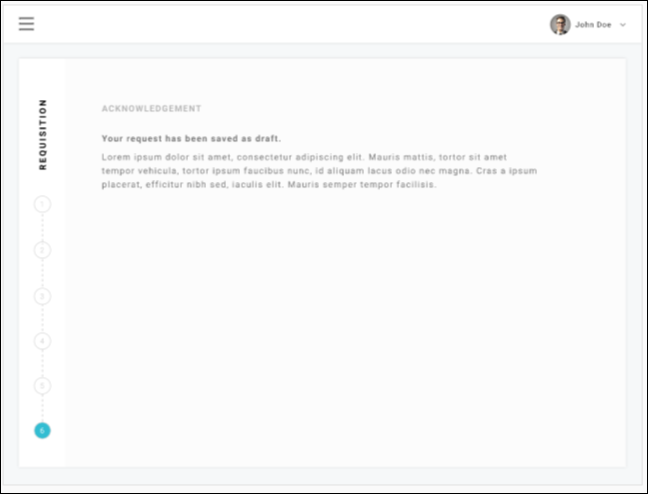 John Doe
REQUISITION
ACKNOWLEDGEMENT
Your request has been saved as draft.
Lorem ipsum dolor sit amet, consectetur adipiscing elit. Mauris mattis, tortor sit amet
tempor vehicula, tortor ipsum faucibus nunc, id aliquam lacus odio nec magna. Cras a ipsum
placerat, efficitur nibh sed, iaculis elit. Mauris semper tempor facilisis.
1
2
3
4
5
6